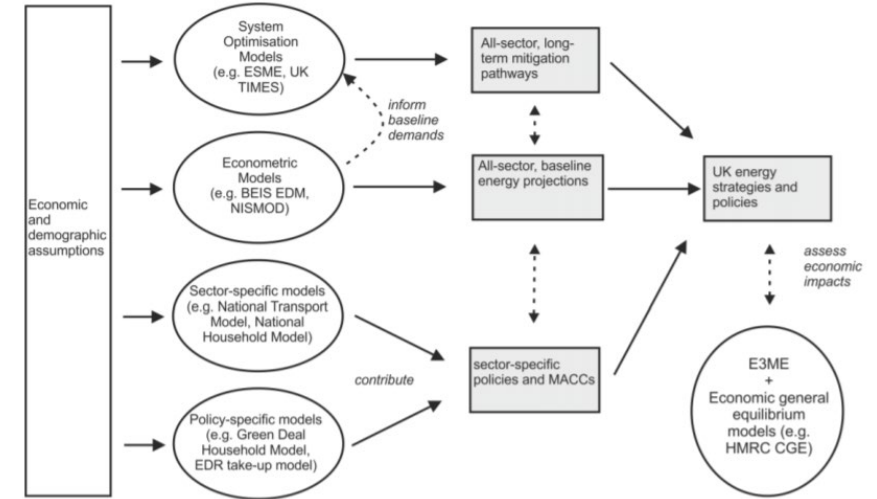 Economic
and
demographic
assumptions
System
Optimisation
Models
(e.g. ESME, UK
TIMES)
inform
baseline
demands
Econometric
Models
(e.g. BEIS EDM,
NISMOD)
Sector-specific models
(e.g. National Transport
Model, National
Household Model)
contribute
Policy-specific models
(e.g. Green Deal
Household Model,
EDR take-up model)
All-sector, long-
term mitigation
pathways
All-sector, baseline
energy projections
sector-specific
policies and MACCs
UK energy
strategies and
policies
assess
economic
impacts
E3ME
+
Economic general
equilibrium
models (e.g.
HMRC CGE)